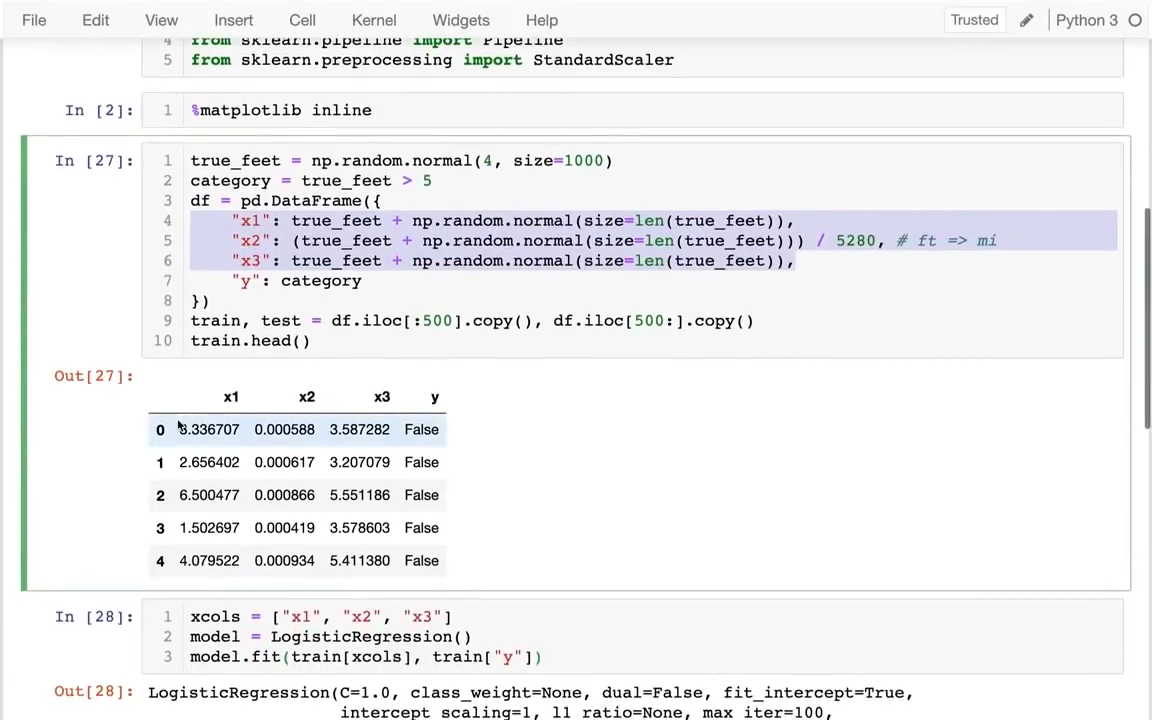 File Edit View Insert Cell Kernel Widgets Help Trusted Python 3
4 from sklearn.pipeline import Pipeline
5 from sklearn.preprocessing import StandardScaler
In [2]: 1 %matplotlib inline
In [27]: 1 true_feet = np.random.normal(4, size=1000)
2 category = true_feet > 5
3 df = pd.DataFrame({
4 "x1": true_feet + np.random.normal(size=len(true_feet)),
5 "x2": (true_feet + np.random.normal(size=len(true_feet))) / 5280, # ft => mi
6 "x3": true_feet + np.random.normal(size=len(true_feet)),
7 "y": category
8 })
9 train, test = df.iloc[:500].copy(), df.iloc[500:].copy()
10 train.head()
Out[27]:
x1 x2 x3 y
0 3.336707 0.000588 3.587282 False
1 2.656402 0.000617 3.207079 False
2 6.500477 0.000866 5.551186 False
3 1.502697 0.000419 3.578603 False
4 4.079522 0.000934 5.411380 False
In [28]: 1 xcols = ["x1", "x2", "x3"]
2 model = LogisticRegression()
3 model.fit(train[xcols], train["y"])
Out[28]: LogisticRegression(C=1.0, class_weight=None, dual=False, fit_intercept=True,
intercept_scaling=1, l1_ratio=None, max_iter=100,